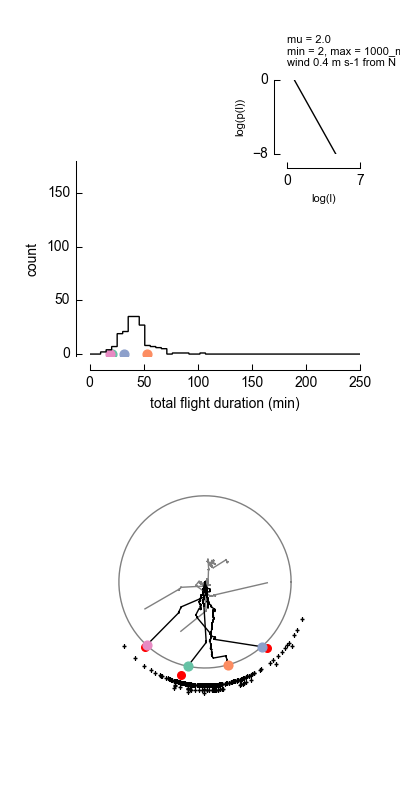 mu = 2.0
min = 2, max = 1000_m
wind 0.4 m s-1 from N
0
log(p(l))
−8
0 7
log(l)
150
100
50
0
count
0 50 100 150 200 250
total flight duration (min)